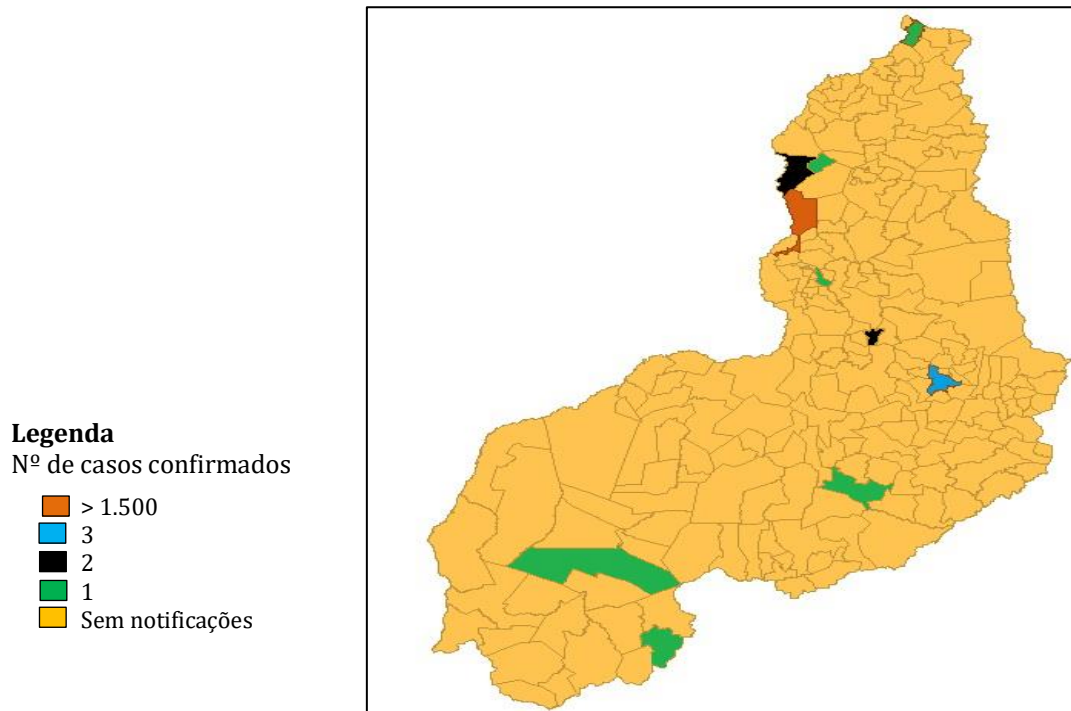 Legenda
Nº de casos confirmados
> 1.500
3
2
1
Sem notificações